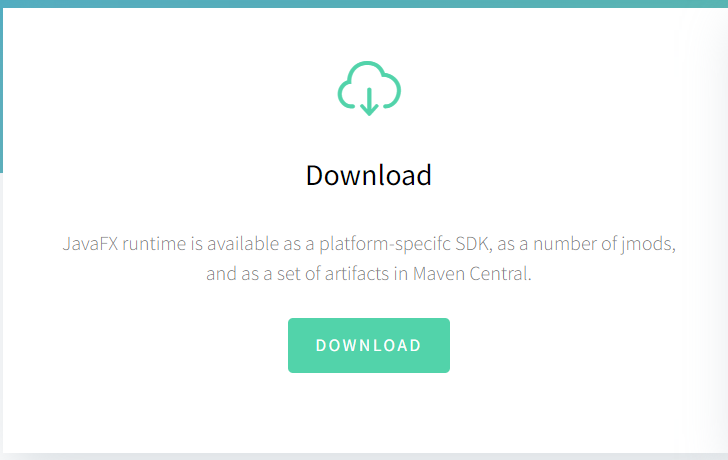 Download
JavaFX runtime is available as a platform-specifc SDK, as a number of jmods,
and as a set of artifacts in Maven Central.
DOWNLOAD